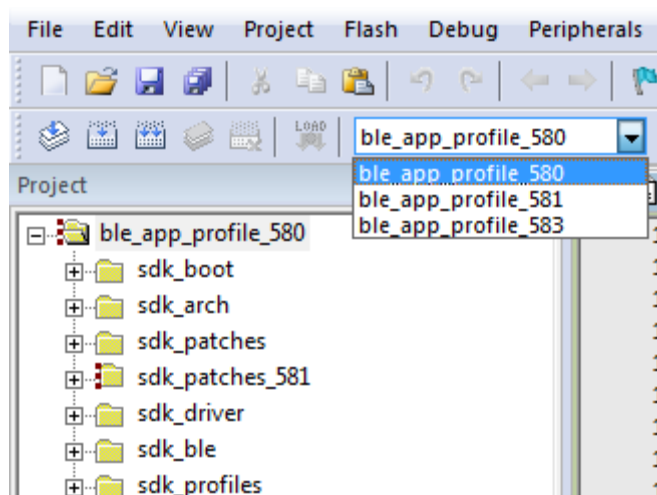 File Edit View Project Flash Debug Peripherals
LOAD
ble_app_profile_580
ble_app_profile_580
ble_app_profile_581
ble_app_profile_583
Project
ble_app_profile_580
sdk_boot
sdk_arch
sdk_patches
sdk_patches_581
sdk_driver
sdk_ble
sdk_profiles